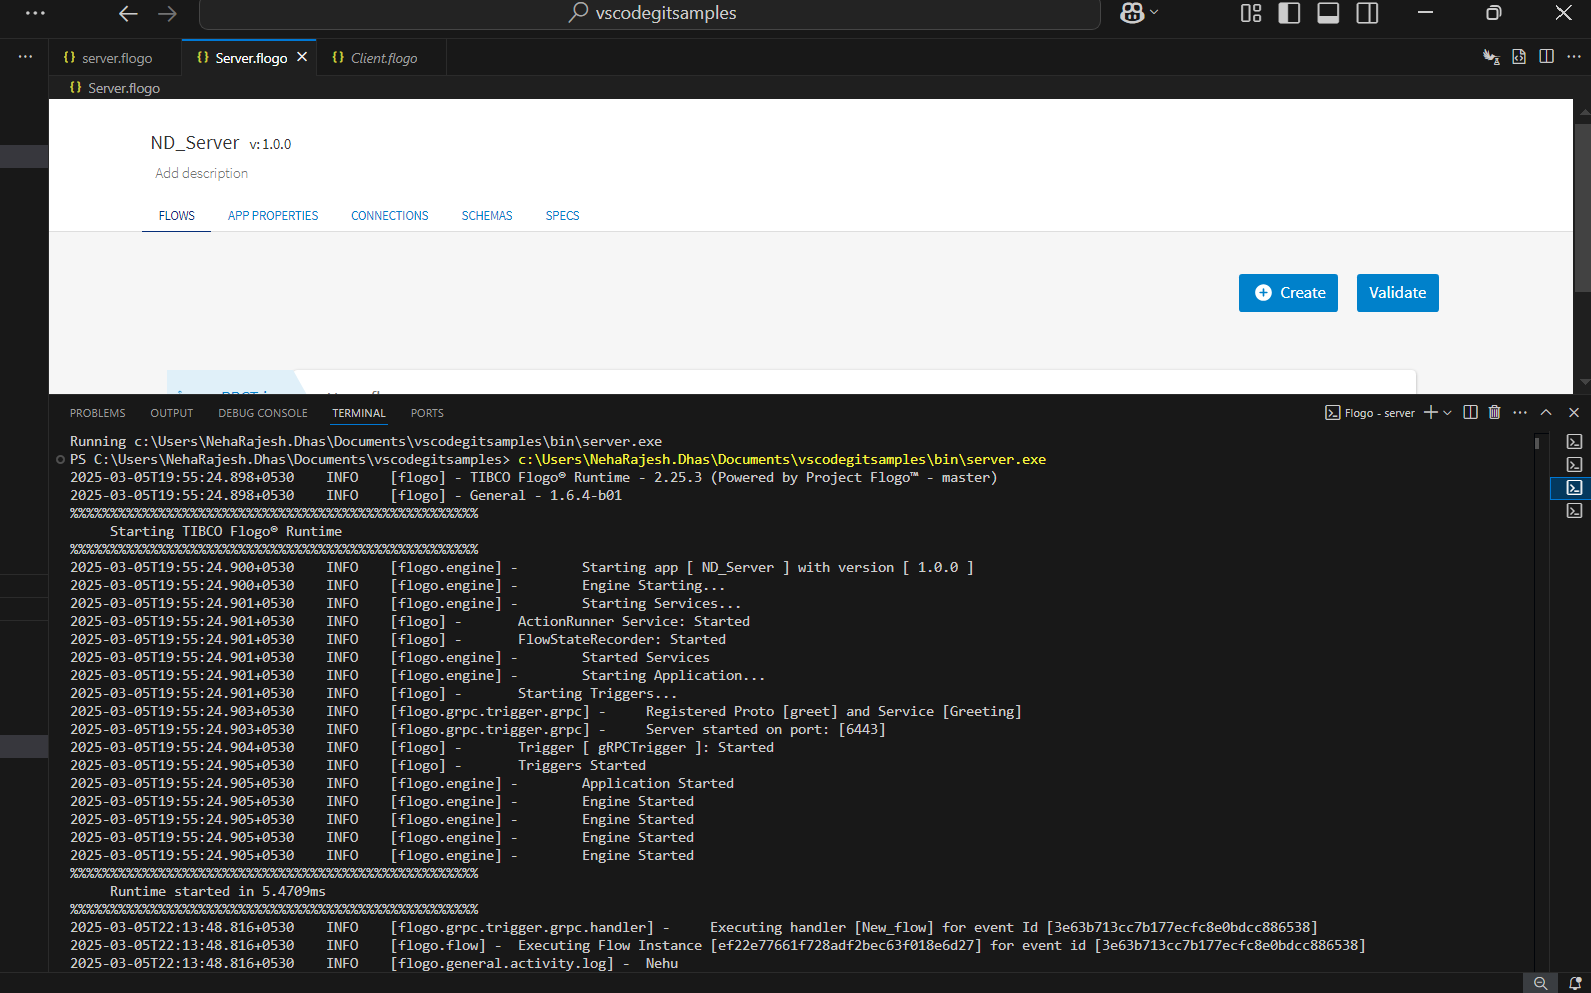 vscodegitsamples
server.flogo
Server.flogo
Client.flogo
Server.flogo
ND_Server v: 1.0.0
Add description
FLOWS APP PROPERTIES CONNECTIONS SCHEMAS SPECS
Create Validate
PROBLEMS OUTPUT DEBUG CONSOLE TERMINAL PORTS Flogo - server
Running c:\Users\NehaRajesh.Dhas\Documents\vscodegitsamples\bin\server.exe
PS C:\Users\NehaRajesh.Dhas\Documents\vscodegitsamples> c:\Users\NehaRajesh.Dhas\Documents\vscodegitsamples\bin\server.exe
2025-03-05T19:55:24.898+0530 INFO [flogo] - TIBCO Flogo® Runtime - 2.25.3 (Powered by Project Flogo™ - master)
2025-03-05T19:55:24.898+0530 INFO [flogo] - General - 1.6.4-b01
%%%%%%%%%%%%%%%%%%%%%%%%%%%%%%%%%%%%%%%%%%%%%%%%%%%
Starting TIBCO Flogo® Runtime
%%%%%%%%%%%%%%%%%%%%%%%%%%%%%%%%%%%%%%%%%%%%%%%%%%%
2025-03-05T19:55:24.900+0530 INFO [flogo.engine] - Starting app [ ND_Server ] with version [ 1.0.0 ]
2025-03-05T19:55:24.900+0530 INFO [flogo.engine] - Engine Starting...
2025-03-05T19:55:24.901+0530 INFO [flogo.engine] - Starting Services...
2025-03-05T19:55:24.901+0530 INFO [flogo] - ActionRunner Service: Started
2025-03-05T19:55:24.901+0530 INFO [flogo] - FlowStateRecorder: Started
2025-03-05T19:55:24.901+0530 INFO [flogo.engine] - Started Services
2025-03-05T19:55:24.901+0530 INFO [flogo.engine] - Starting Application...
2025-03-05T19:55:24.901+0530 INFO [flogo] - Starting Triggers...
2025-03-05T19:55:24.903+0530 INFO [flogo.grpc.trigger.grpc] - Registered Proto [greet] and Service [Greeting]
2025-03-05T19:55:24.903+0530 INFO [flogo.grpc.trigger.grpc] - Server started on port: [6443]
2025-03-05T19:55:24.904+0530 INFO [flogo] - Trigger [ gRPCTrigger ]: Started
2025-03-05T19:55:24.905+0530 INFO [flogo] - Triggers Started
2025-03-05T19:55:24.905+0530 INFO [flogo.engine] - Application Started
2025-03-05T19:55:24.905+0530 INFO [flogo.engine] - Engine Started
2025-03-05T19:55:24.905+0530 INFO [flogo.engine] - Engine Started
2025-03-05T19:55:24.905+0530 INFO [flogo.engine] - Engine Started
2025-03-05T19:55:24.905+0530 INFO [flogo.engine] - Engine Started
%%%%%%%%%%%%%%%%%%%%%%%%%%%%%%%%%%%%%%%%%%%%%%%%%%%
Runtime started in 5.4709ms
%%%%%%%%%%%%%%%%%%%%%%%%%%%%%%%%%%%%%%%%%%%%%%%%%%%
2025-03-05T22:13:48.816+0530 INFO [flogo.grpc.trigger.grpc.handler] - Executing handler [New_flow] for event Id [3e63b713cc7b177ecfc8e0bdcc886538]
2025-03-05T22:13:48.816+0530 INFO [flogo.flow] - Executing Flow Instance [ef22e77661f728adf2bec63f018e6d27] for event id [3e63b713cc7b177ecfc8e0bdcc886538]
2025-03-05T22:13:48.816+0530 INFO [flogo.general.activity.log] - Nehu